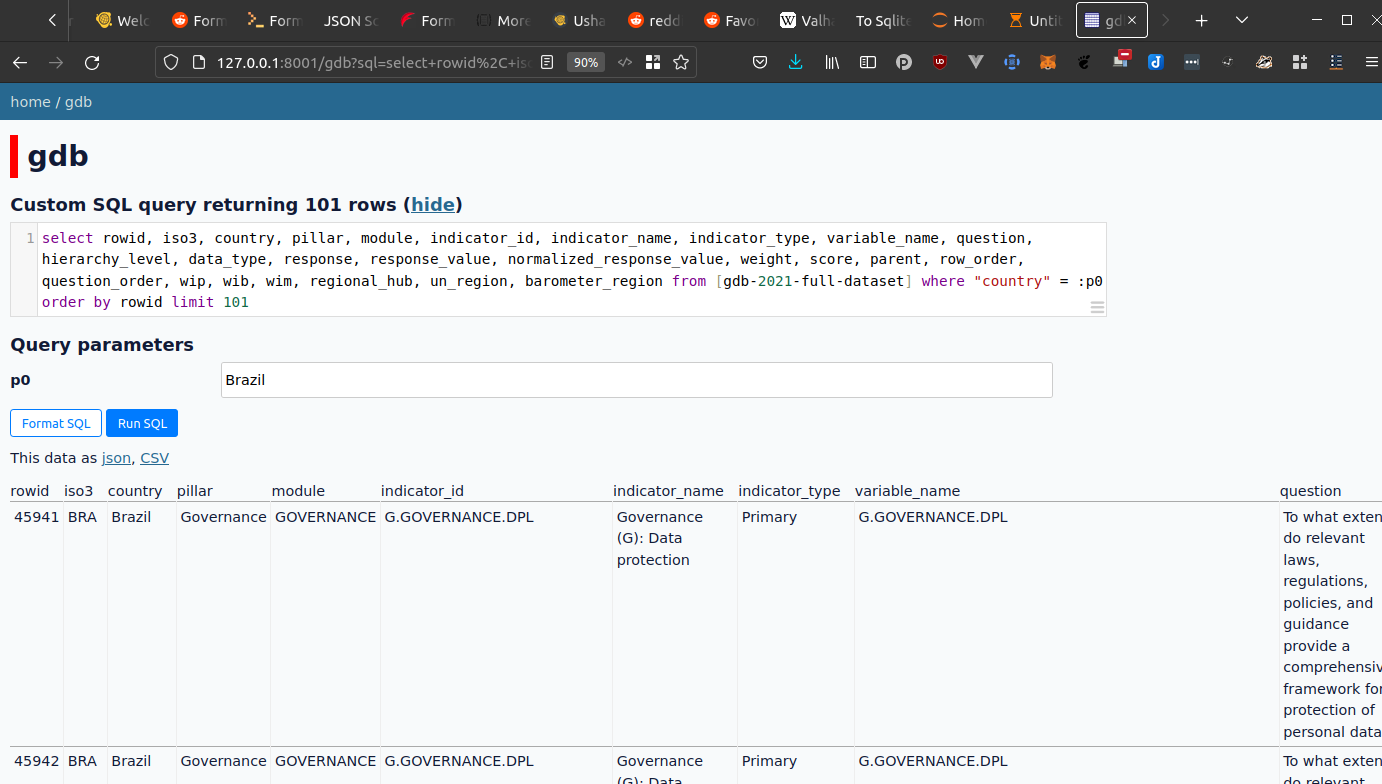 Welc
Form
Form
JSON Sc
Form
More
Usha
redd
Favo
Valha
To Sqlite
Hom
Unti
gd
127.0.0.1:8001/gdb?sql=select+rowid%2C+iso
90%
home / gdb
gdb
Custom SQL query returning 101 rows (hide)
1
select rowid, iso3, country, pillar, module, indicator_id, indicator_name, indicator_type, variable_name, question,
hierarchy_level, data_type, response, response_value, normalized_response_value, weight, score, parent, row_order,
question_order, wip, wib, wim, regional_hub, un_region, barometer_region from [gdb-2021-full-dataset] where "country" = :p0
order by rowid limit 101
Query parameters
p0 Brazil
Format SQL Run SQL
This data as json, CSV
rowid iso3 country pillar module indicator_id indicator_name indicator_type variable_name question
45941 BRA Brazil Governance GOVERNANCE G.GOVERNANCE.DPL Governance Primary G.GOVERNANCE.DPL To what exten
(G): Data do relevant
protection laws,
regulations,
policies, and
guidance
provide a
comprehensiv
framework for
protection of
personal data
45942 BRA Brazil Governance GOVERNANCE G.GOVERNANCE.DPL Governance Primary G.GOVERNANCE.DPL To what exten
(G): Data do relevant